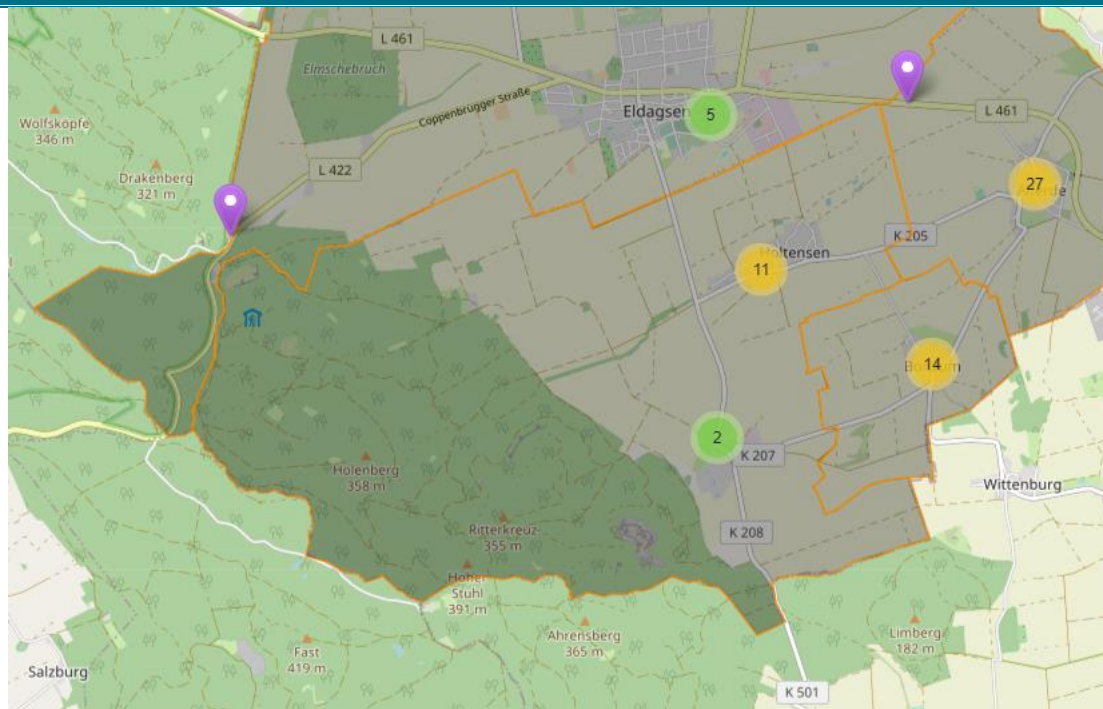 L 461
Elmschebruch
Wolfsköpfe
346 m
Coppenbrügger Straße
Eldagsen
5
L 461
Drakenberg
321 m
L 422
27
K 205
Holtensen
11
14
2
K 207
Holenberg
358 m
Wittenburg
Ritterkreuz
355 m
K 208
Hoher
Stuhl
391 m
Ahrensberg
365 m
Limberg
182 m
Fast
419 m
Salzburg
K 501